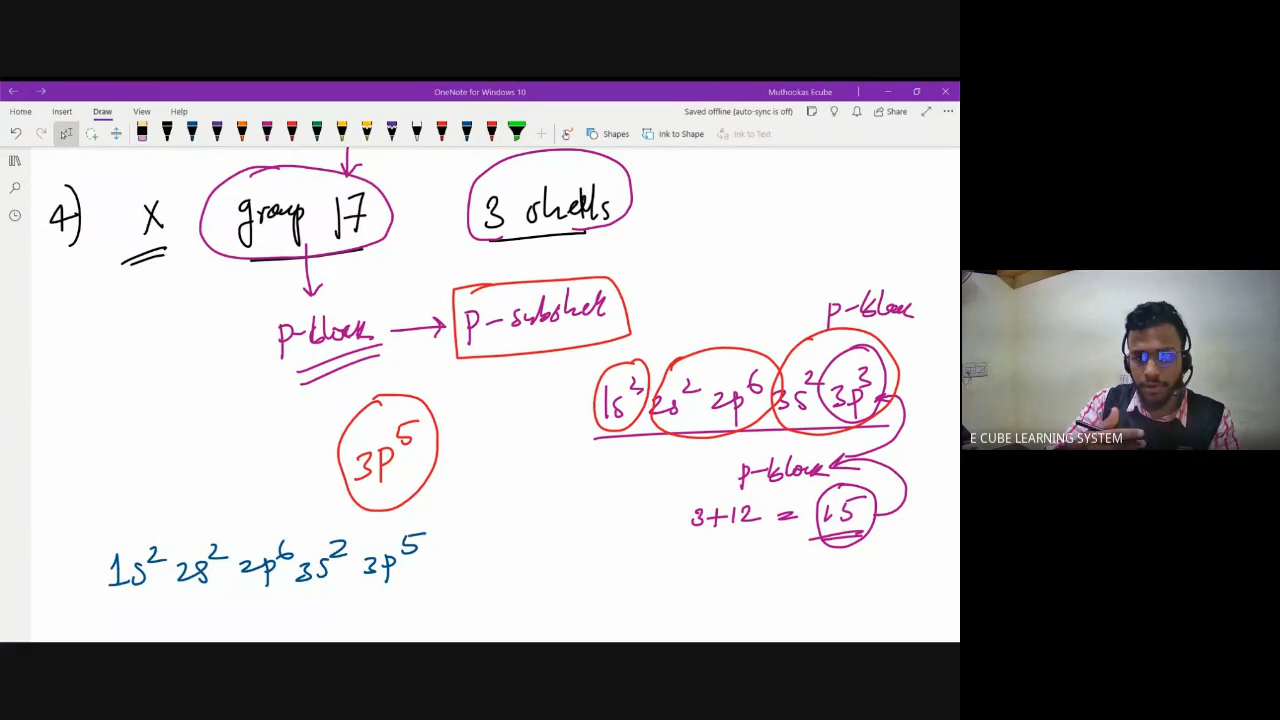 OneNote for Windows 10
Muthookas Ecube
Home Insert Draw View Help
Saved offline (auto-sync is off)
Share
Shapes
Ink to Shape
Ink to Text
4) X group 17 3 shells
p-block → p-subshell
p-block
1s² 2s² 2p⁶ 3s² 3p³
3p⁵
p-block
3+12 = 15
1s² 2s² 2p⁶ 3s² 3p⁵
E CUBE LEARNING SYSTEM